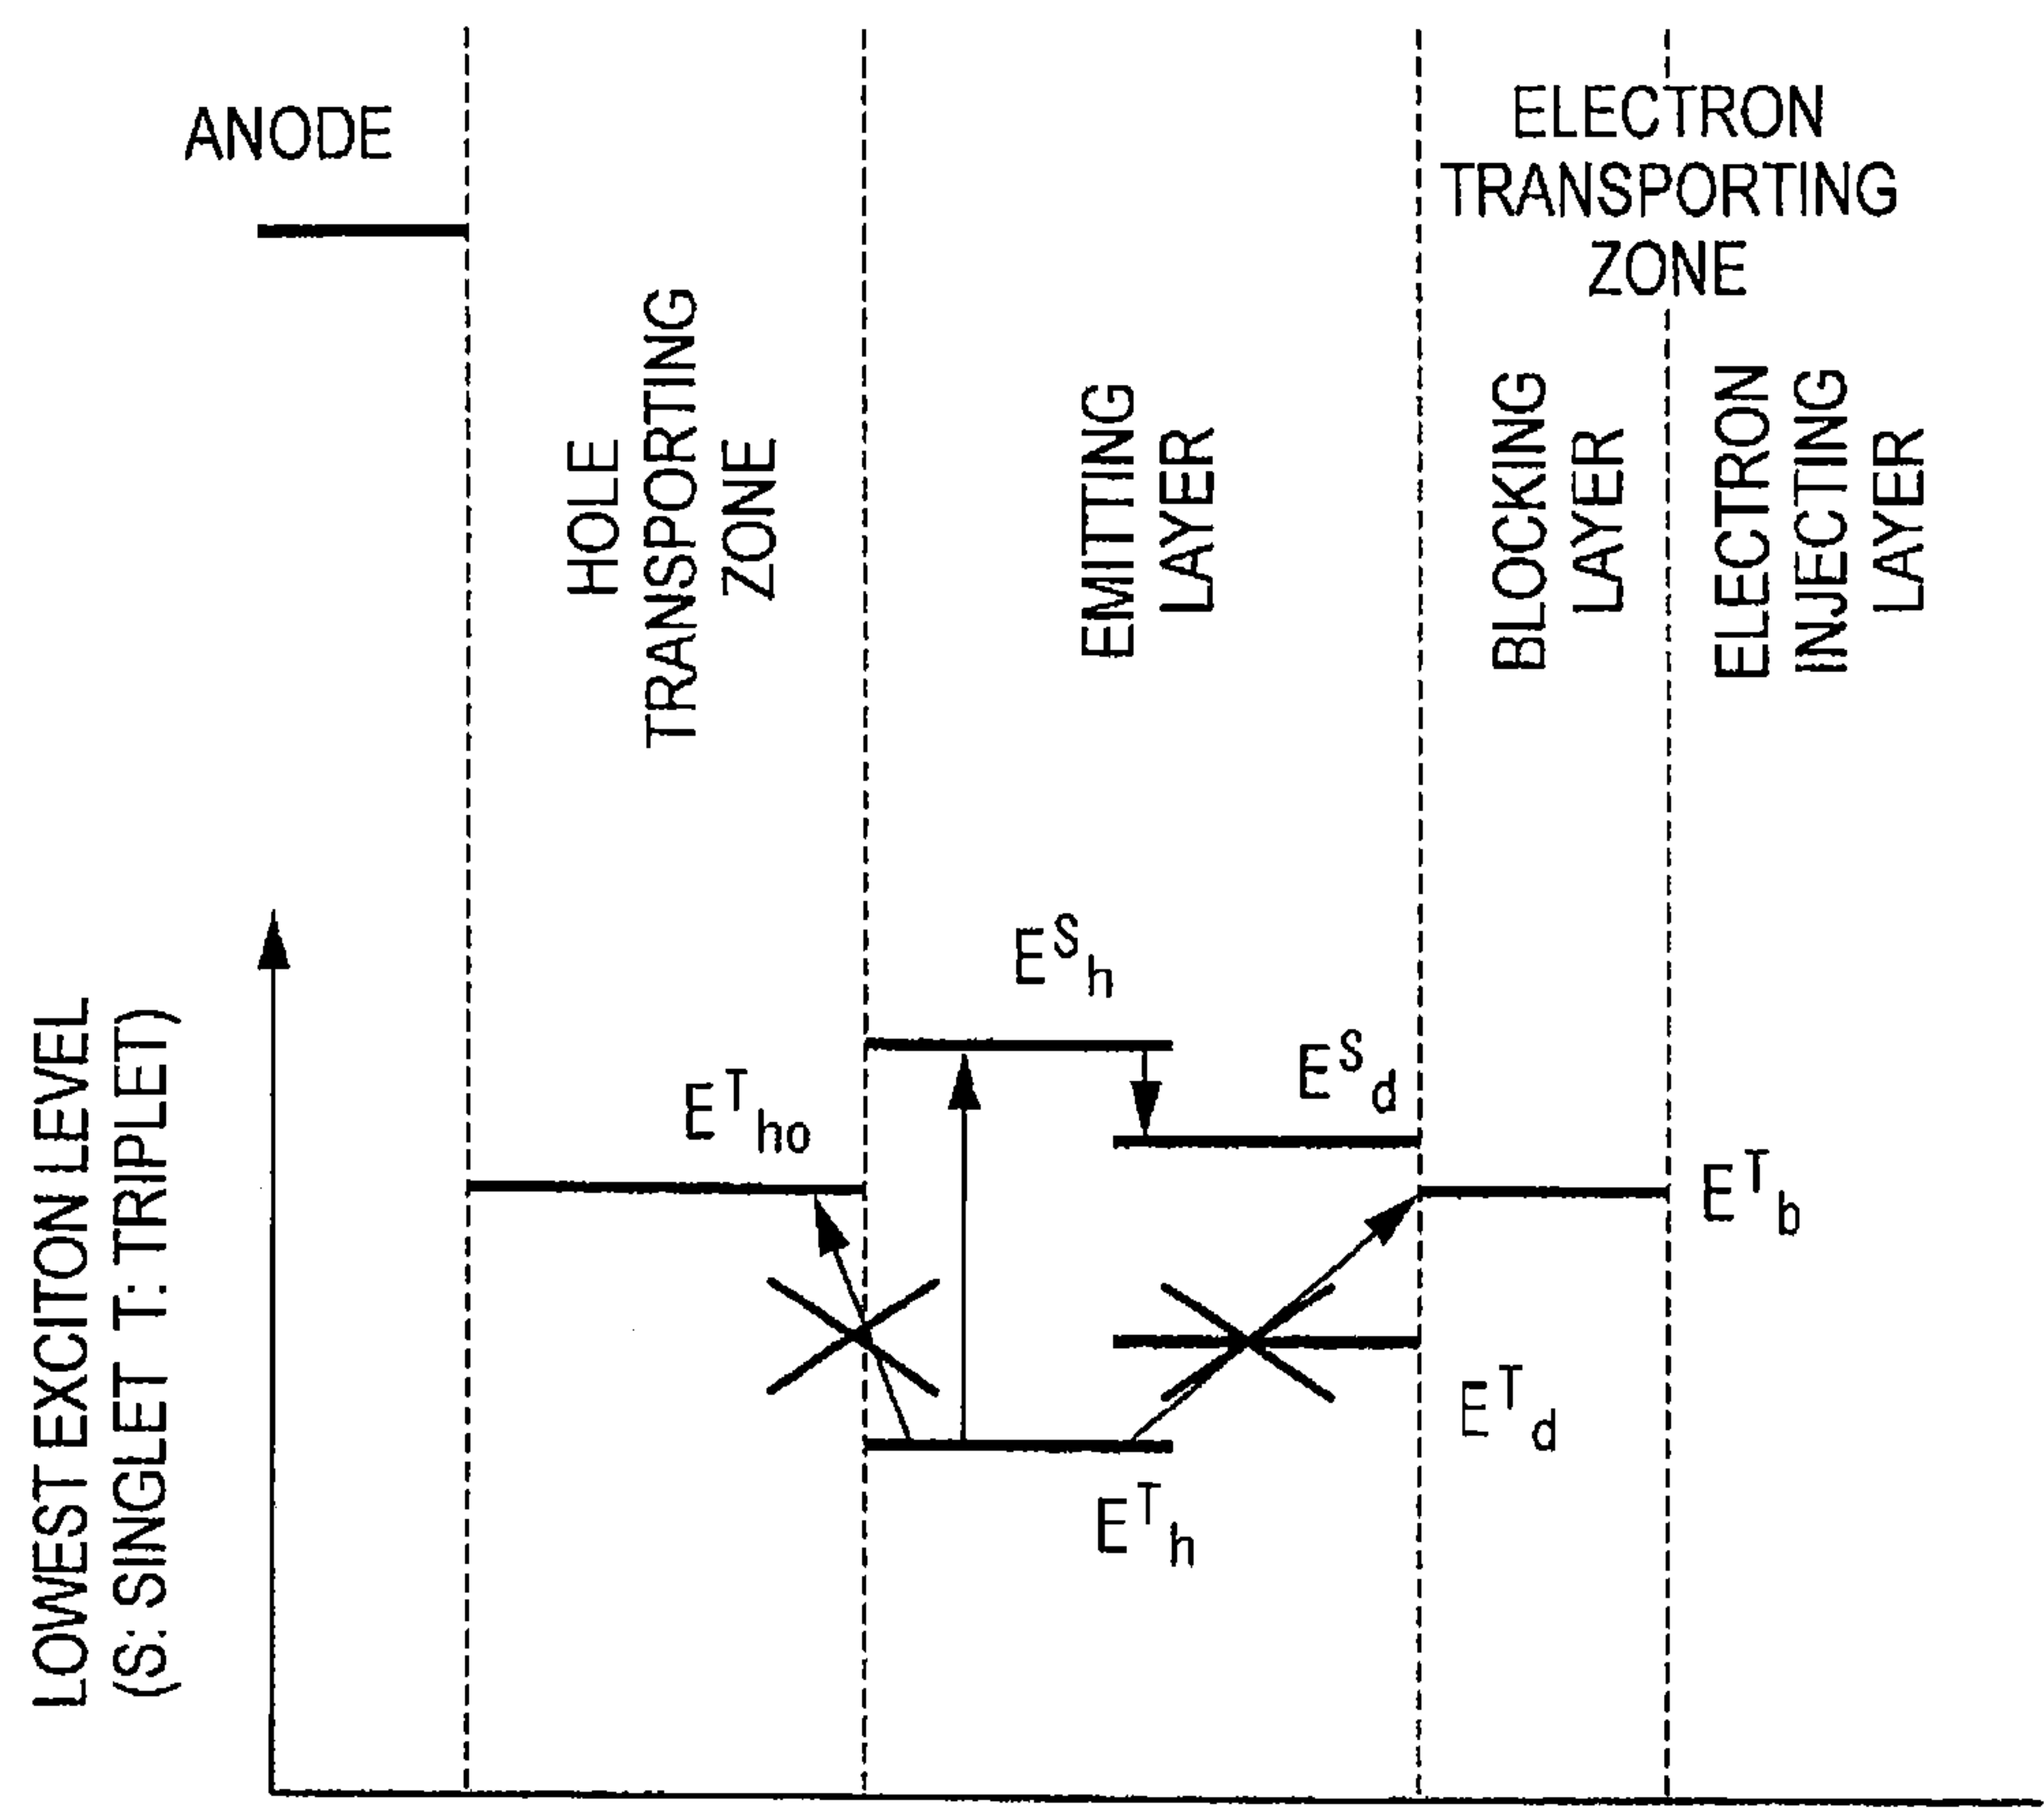 ANODE
ELECTRON
TRANSPORTING
ZONE
HOLE
TRANSPORTING
ZONE
EMITTING
LAYER
BLOCKING
LAYER
ELECTRON
INJECTING
LAYER
LOWEST EXCITON LEVEL
(S: SINGLET T: TRIPLET)
E^S_h
E^S_d
E^T_ho
E^T_b
E^T_d
E^T_h